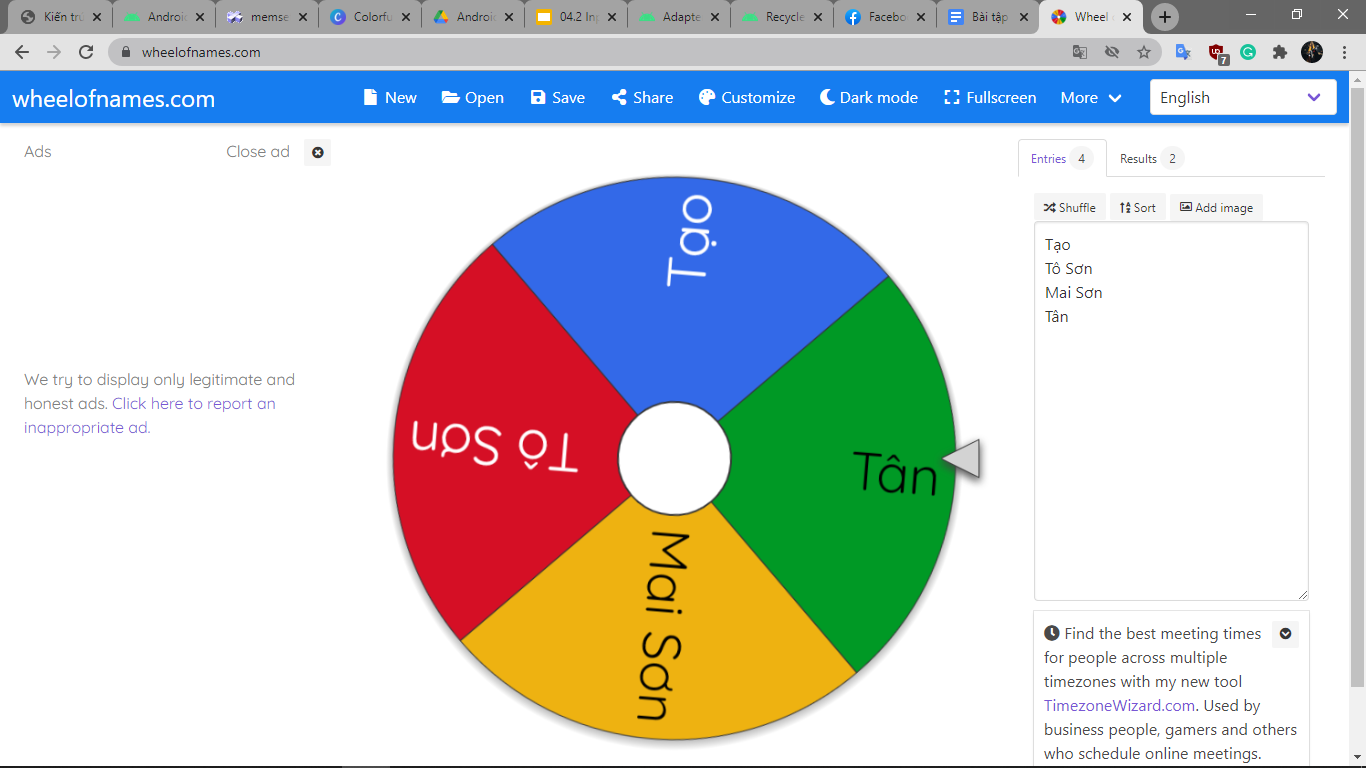 Kiến trú
Android
memse
Colorfu
Android
04.2 Inp
Adapte
Recycle
Facebo
Bài tập
Wheel o
wheelofnames.com
7
wheelofnames.com
New
Open
Save
Share
Customize
Dark mode
Fullscreen
More
English
Ads
Close ad
We try to display only legitimate and
honest ads. Click here to report an
inappropriate ad.
Tạo
Tô Sơn
Tân
Mai Sơn
Entries 4
Results 2
Shuffle
Sort
Add image
Tạo
Tô Sơn
Mai Sơn
Tân
Find the best meeting times
for people across multiple
timezones with my new tool
TimezoneWizard.com. Used by
business people, gamers and others
who schedule online meetings.